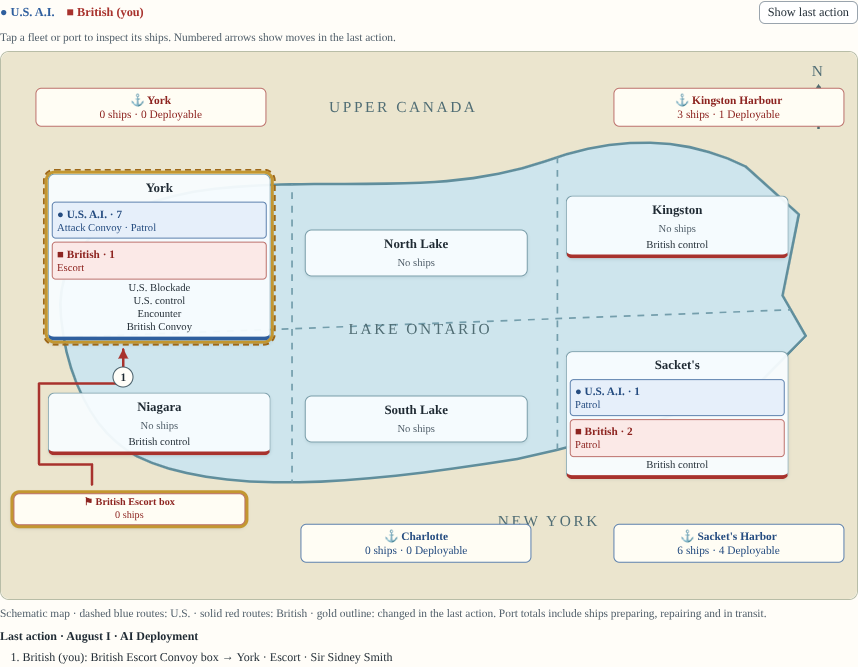 ● U.S. A.I. ■ British (you)
Show last action
Tap a fleet or port to inspect its ships. Numbered arrows show moves in the last action.
N
⚓ York
0 ships · 0 Deployable
UPPER CANADA
⚓ Kingston Harbour
3 ships · 1 Deployable
York
● U.S. A.I. · 7
Attack Convoy · Patrol
■ British · 1
Escort
U.S. Blockade
U.S. control
Encounter
British Convoy
North Lake
No ships
Kingston
No ships
British control
LAKE ONTARIO
1
Niagara
No ships
British control
South Lake
No ships
Sacket's
● U.S. A.I. · 1
Patrol
■ British · 2
Patrol
British control
⚑ British Escort box
0 ships
NEW YORK
⚓ Charlotte
0 ships · 0 Deployable
⚓ Sacket's Harbor
6 ships · 4 Deployable
Schematic map · dashed blue routes: U.S. · solid red routes: British · gold outline: changed in the last action. Port totals include ships preparing, repairing and in transit.
Last action · August I · AI Deployment
1. British (you): British Escort Convoy box → York · Escort · Sir Sidney Smith